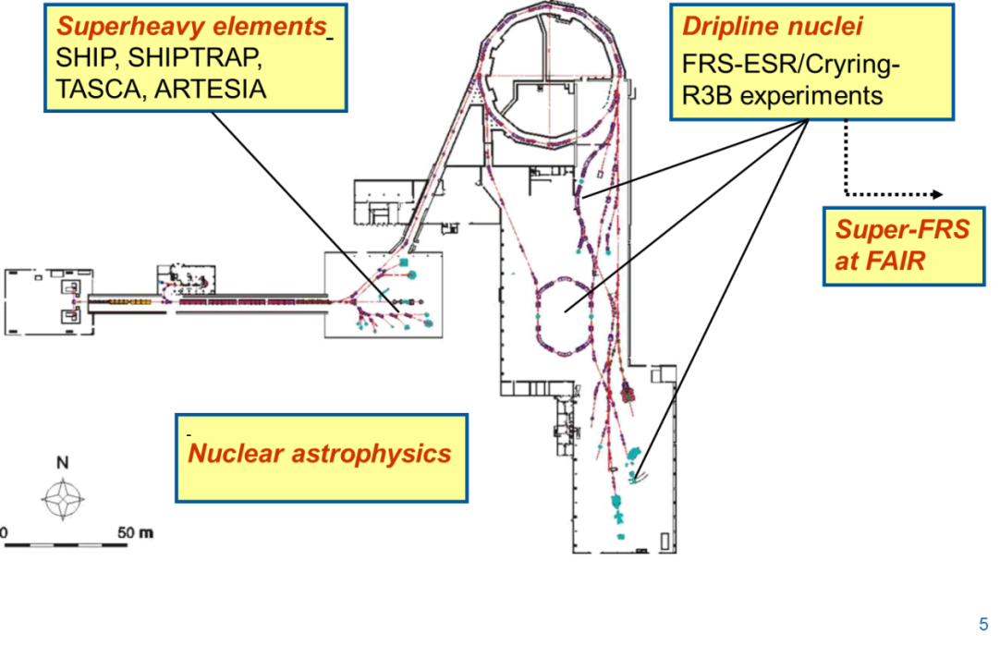 Superheavy elements
SHIP, SHIPTRAP,
TASCA, ARTESIA
Dripline nuclei
FRS-ESR/Cryring-
R3B experiments
Super-FRS
at FAIR
Nuclear astrophysics
N
0
50 m
5